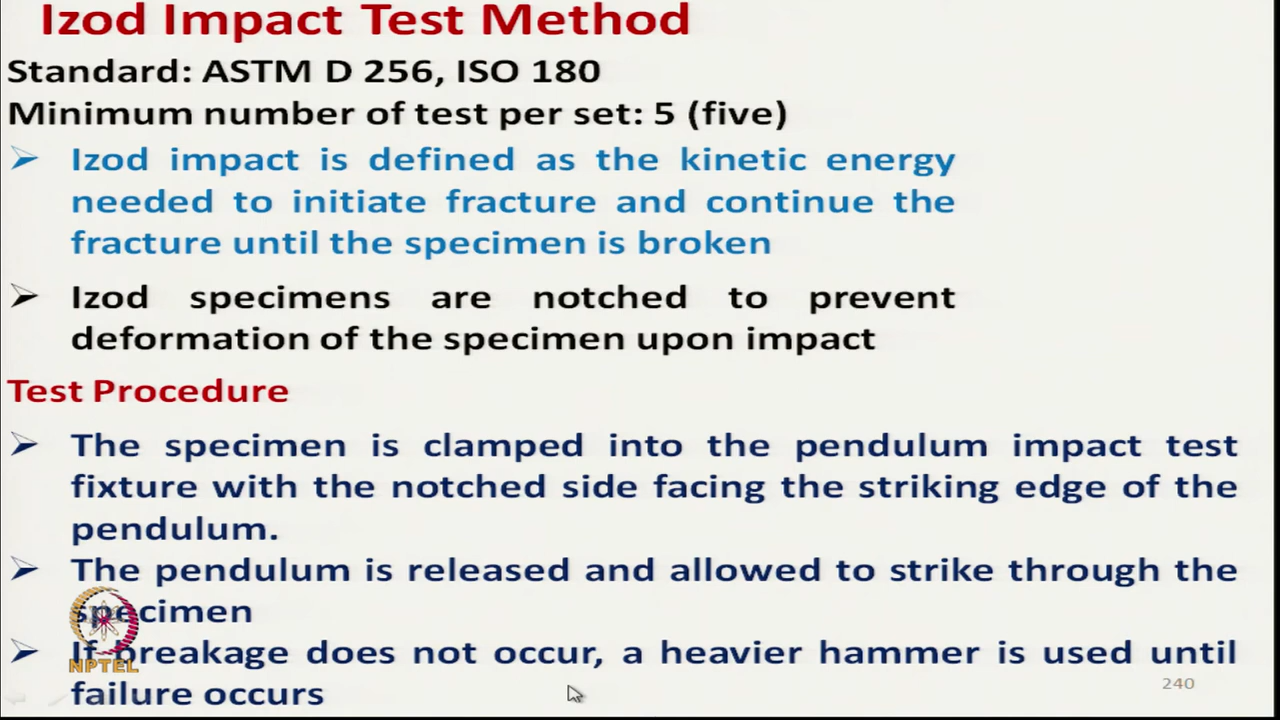 Izod Impact Test Method
Standard: ASTM D 256, ISO 180
Minimum number of test per set: 5 (five)
➢ Izod impact is defined as the kinetic energy
needed to initiate fracture and continue the
fracture until the specimen is broken
➢ Izod specimens are notched to prevent
deformation of the specimen upon impact
Test Procedure
➢ The specimen is clamped into the pendulum impact test
fixture with the notched side facing the striking edge of the
pendulum.
➢ The pendulum is released and allowed to strike through the
specimen
➢ If breakage does not occur, a heavier hammer is used until
failure occurs
NPTEL
240